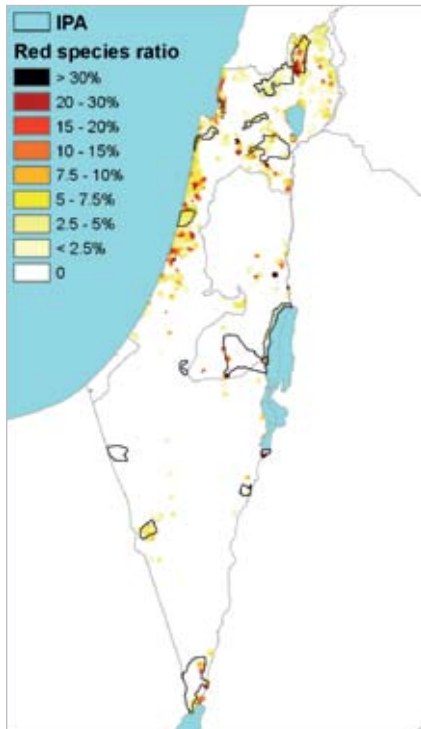 IPA
Red species ratio
> 30%
20 - 30%
15 - 20%
10 - 15%
7.5 - 10%
5 - 7.5%
2.5 - 5%
< 2.5%
0